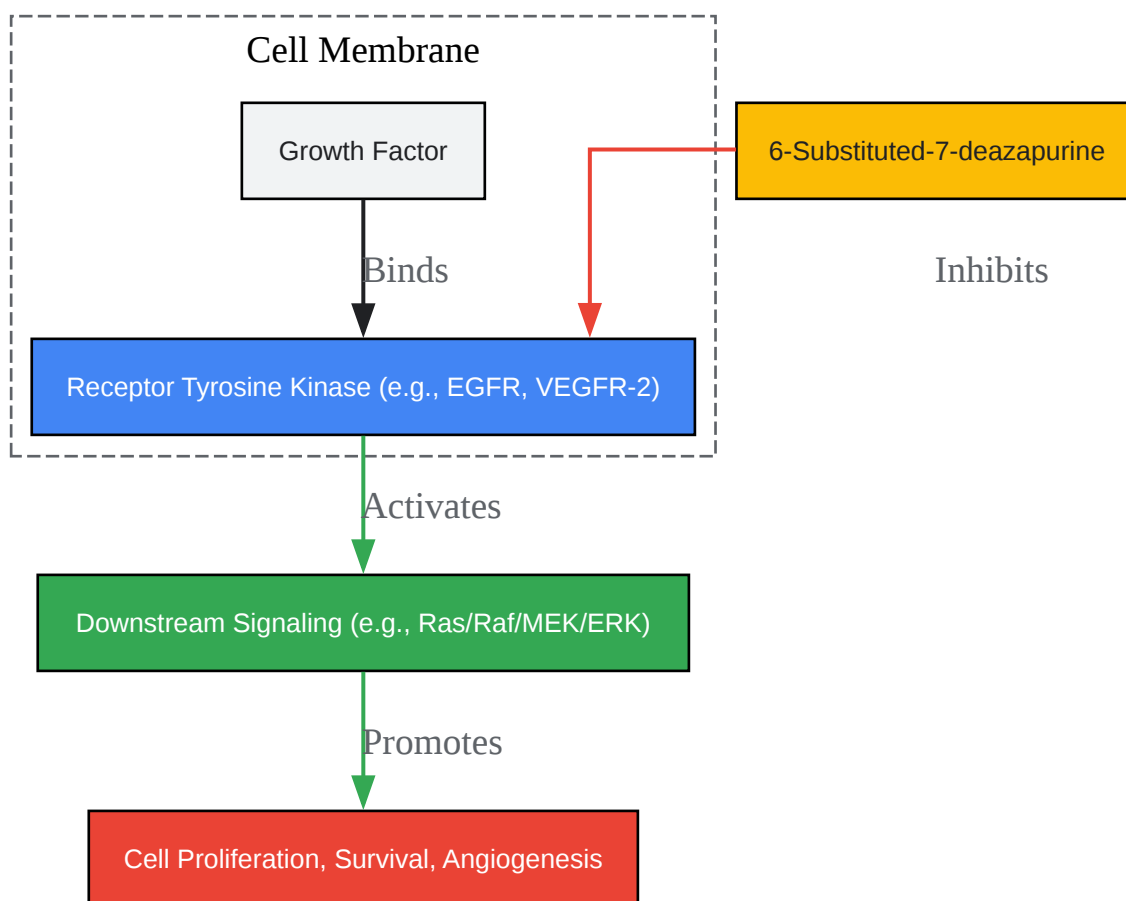 Cell Membrane
Growth Factor
6-Substituted-7-deazapurine
Binds
Inhibits
Receptor Tyrosine Kinase (e.g., EGFR, VEGFR-2)
Activates
Downstream Signaling (e.g., Ras/Raf/MEK/ERK)
Promotes
Cell Proliferation, Survival, Angiogenesis